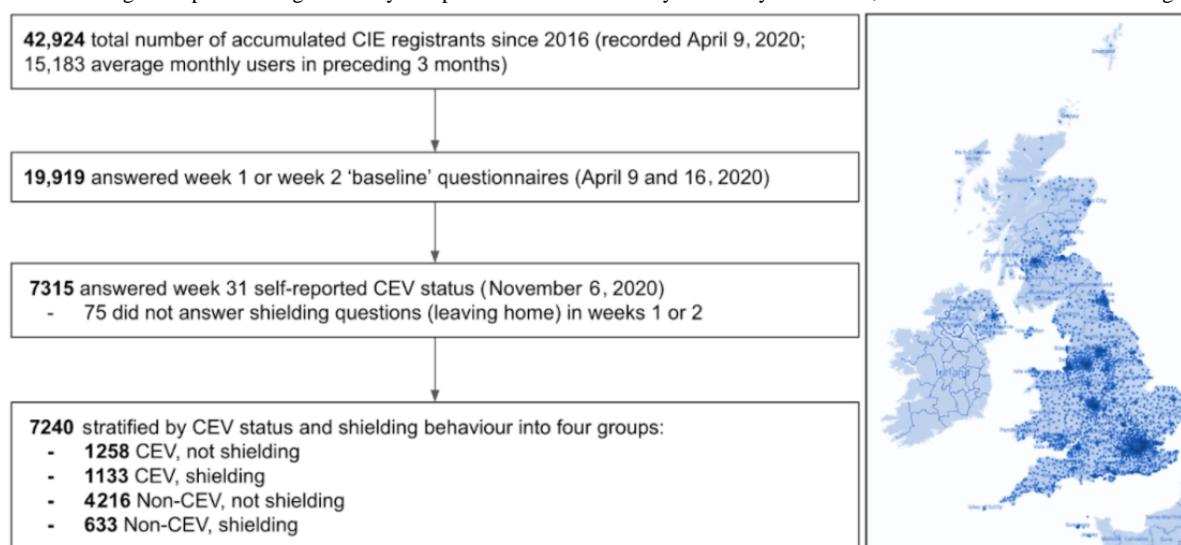 42,924 total number of accumulated CIE registrants since 2016 (recorded April 9, 2020;
15,183 average monthly users in preceding 3 months)
19,919 answered week 1 or week 2 ‘baseline’ questionnaires (April 9 and 16, 2020)
7315 answered week 31 self-reported CEV status (November 6, 2020)
- 75 did not answer shielding questions (leaving home) in weeks 1 or 2
7240 stratified by CEV status and shielding behaviour into four groups:
- 1258 CEV, not shielding
- 1133 CEV, shielding
- 4216 Non-CEV, not shielding
- 633 Non-CEV, shielding
Ireland
Isles of Scilly